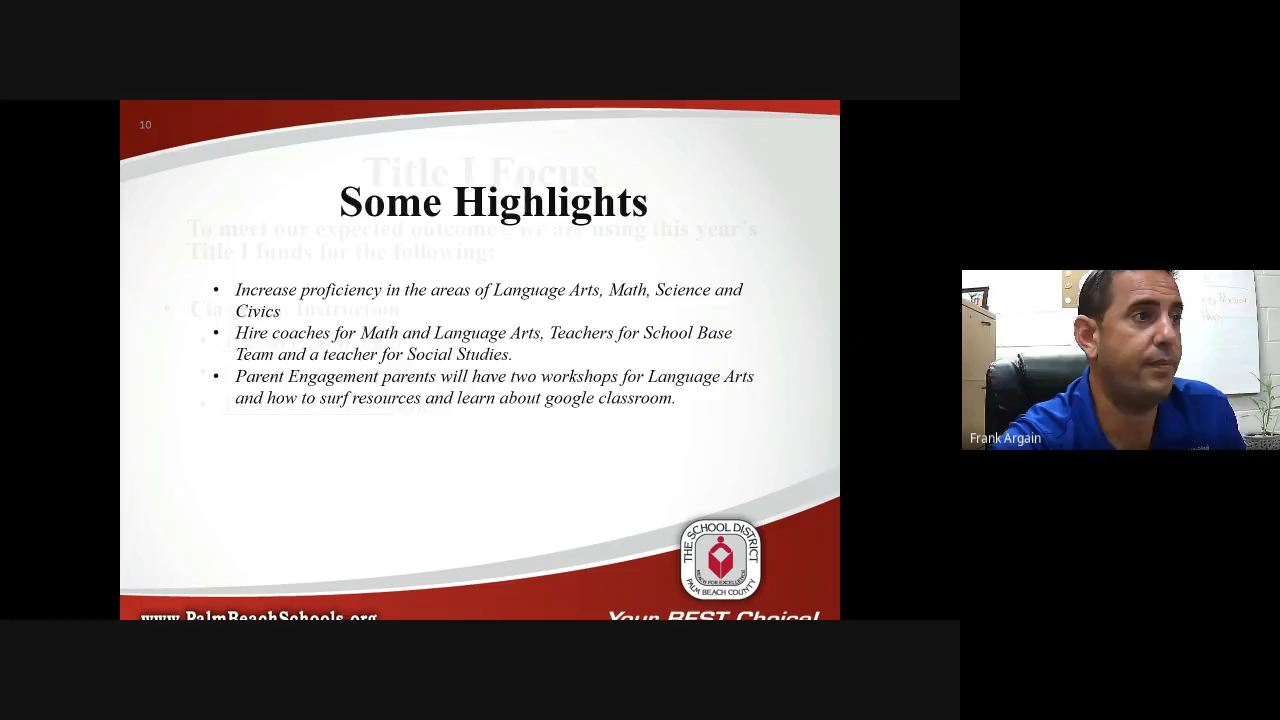 10
Title I Focus
Some Highlights
To meet our expected outcome we are using this year's
Title I funds for the following:
Increase proficiency in the areas of Language Arts, Math, Science and
Civics
Hire coaches for Math and Language Arts, Teachers for School Base
Team and a teacher for Social Studies.
Parent Engagement parents will have two workshops for Language Arts
and how to surf resources and learn about google classroom.
THE SCHOOL DISTRICT
REACH FOR EXCELLENCE
PALM BEACH COUNTY
www.PalmBeachSchools.org
Your BEST Choice!
Frank Argain